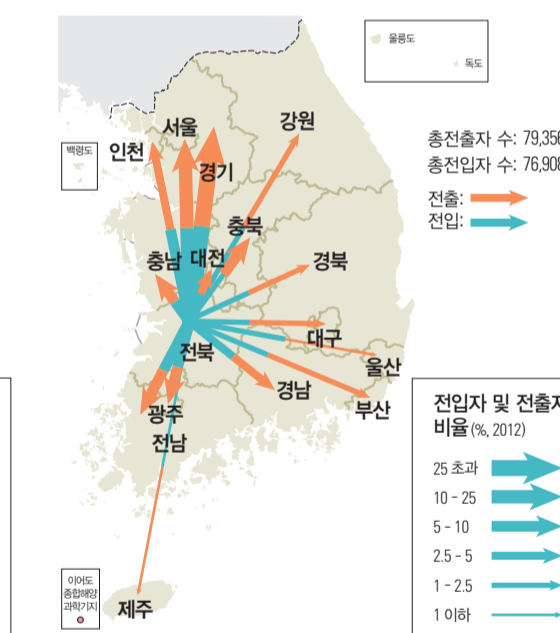 울릉도
독도
백령도
인천
서울
강원
경기
총전출자 수: 79,356
총전입자 수: 76,908
전출:
전입:
충북
충남
대전
경북
대구
전북
울산
경남
부산
광주
전남
제주
이어도
종합해양
과학기지
전입자 및 전출자
비율 (%, 2012)
25 초과
10 - 25
5 - 10
2.5 - 5
1 - 2.5
1 이하